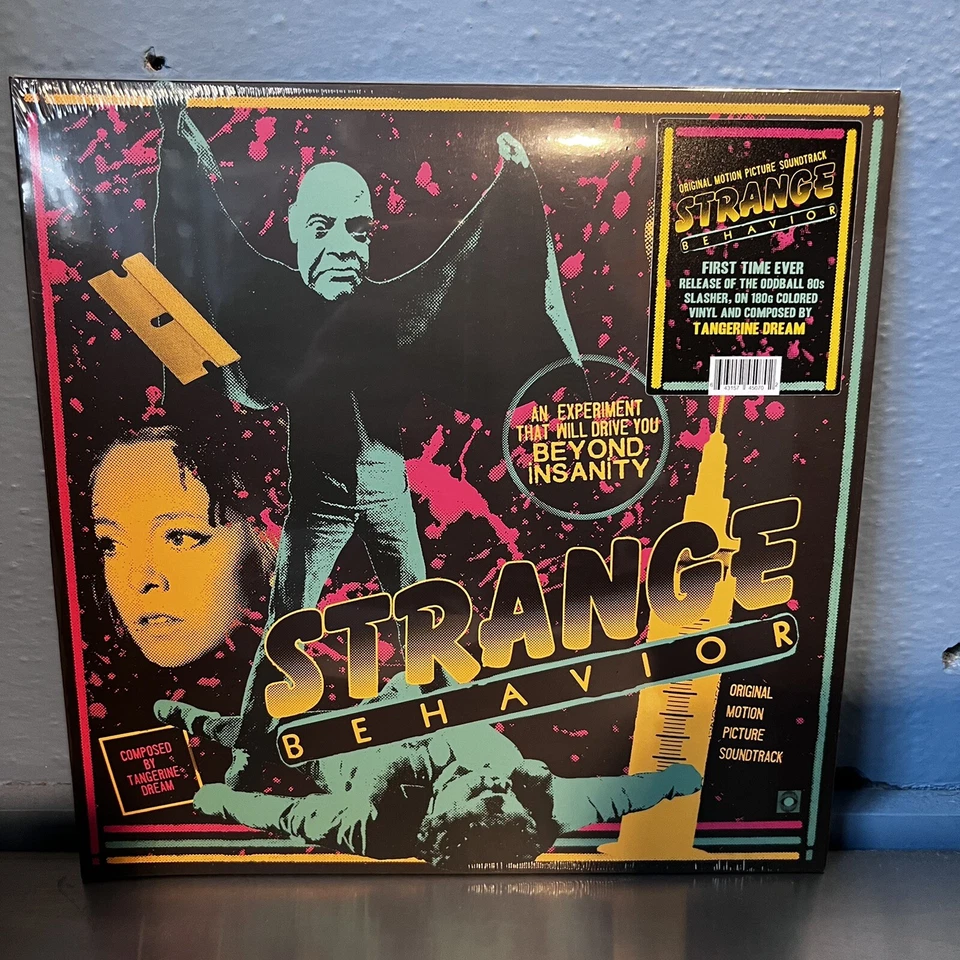 ORIGINAL MOTION PICTURE SOUNDTRACK
STRANGE
BEHAVIOR
FIRST TIME EVER
RELEASE OF THE ODDBALL 80s
SLASHER, ON 180g COLORED
VINYL AND COMPOSED BY
TANGERINE DREAM
AN EXPERIMENT
THAT WILL DRIVE YOU
BEYOND
INSANITY
STRANGE
BEHAVIOR
ORIGINAL
MOTION
PICTURE
SOUNDTRACK
COMPOSED
BY
TANGERINE
DREAM